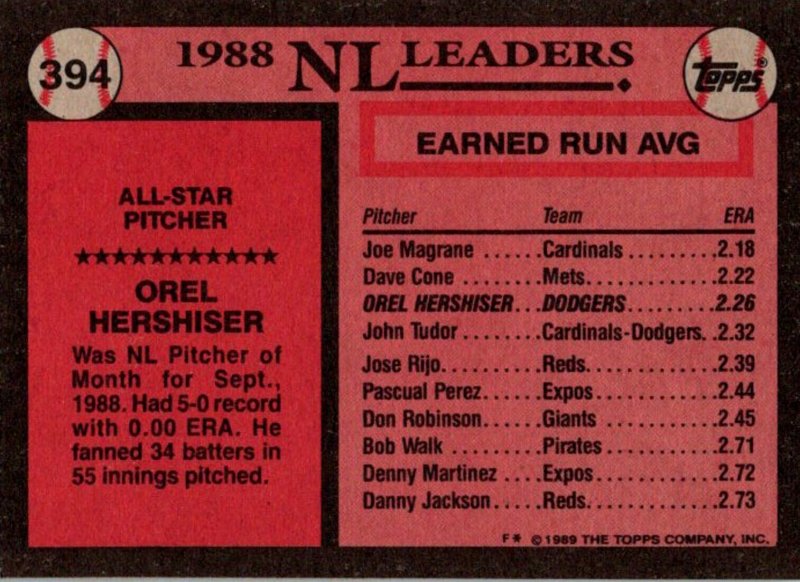 394
1988 NL LEADERS
Topps®
ALL-STAR
PITCHER
★★★★★★★★★★★
OREL
HERSHISER
Was NL Pitcher of
Month for Sept.,
1988. Had 5-0 record
with 0.00 ERA. He
fanned 34 batters in
55 innings pitched.
EARNED RUN AVG
Pitcher Team ERA
Joe Magrane ......Cardinals.........2.18
Dave Cone ........Mets..............2.22
OREL HERSHISER...DODGERS.........2.26
John Tudor ........Cardinals-Dodgers..2.32
Jose Rijo..........Reds..............2.39
Pascual Perez......Expos.............2.44
Don Robinson......Giants ............2.45
Bob Walk .........Pirates............2.71
Denny Martinez ....Expos.............2.72
Danny Jackson.....Reds..............2.73
F* © 1989 THE TOPPS COMPANY, INC.